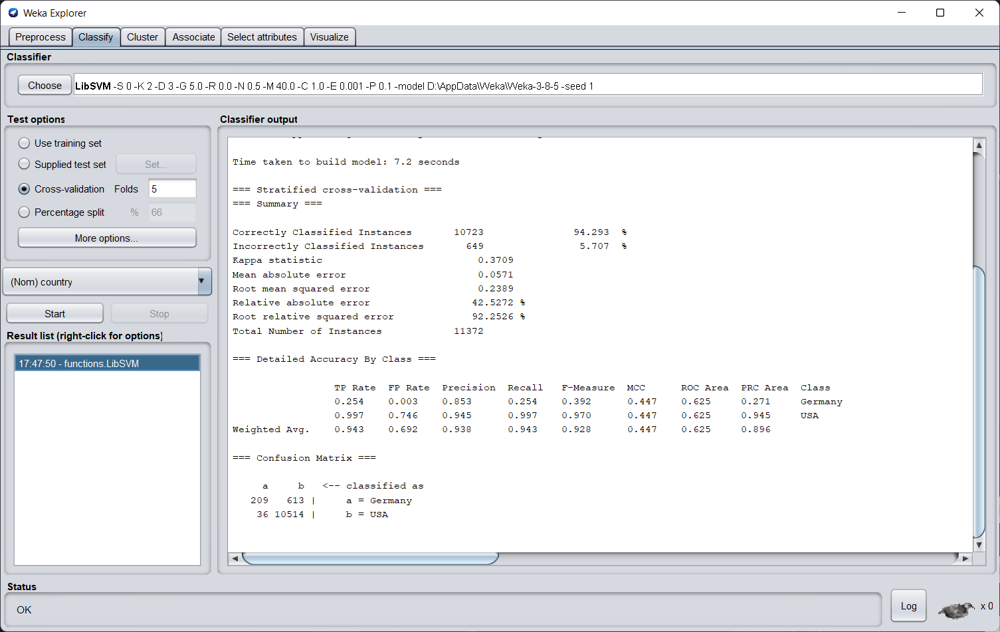 Weka Explorer
Preprocess Classify Cluster Associate Select attributes Visualize
Classifier
Choose LibSVM -S 0 -K 2 -D 3 -G 5.0 -R 0.0 -N 0.5 -M 40.0 -C 1.0 -E 0.001 -P 0.1 -model D:\AppData\Weka\Weka-3-8-5 -seed 1
Test options
Use training set
Supplied test set Set...
Cross-validation Folds 5
Percentage split % 66
More options...
(Nom) country
Start Stop
Result list (right-click for options)
17:47:50 - functions.LibSVM
Classifier output
Time taken to build model: 7.2 seconds
=== Stratified cross-validation ===
=== Summary ===
Correctly Classified Instances 10723 94.293 %
Incorrectly Classified Instances 649 5.707 %
Kappa statistic 0.3709
Mean absolute error 0.0571
Root mean squared error 0.2389
Relative absolute error 42.5272 %
Root relative squared error 92.2526 %
Total Number of Instances 11372
=== Detailed Accuracy By Class ===
TP Rate FP Rate Precision Recall F-Measure MCC ROC Area PRC Area Class
0.254 0.003 0.853 0.254 0.392 0.447 0.625 0.271 Germany
0.997 0.746 0.945 0.997 0.970 0.447 0.625 0.945 USA
Weighted Avg. 0.943 0.692 0.938 0.943 0.928 0.447 0.625 0.896
=== Confusion Matrix ===
a b <-- classified as
209 613 | a = Germany
36 10514 | b = USA
Status
OK
Log x 0